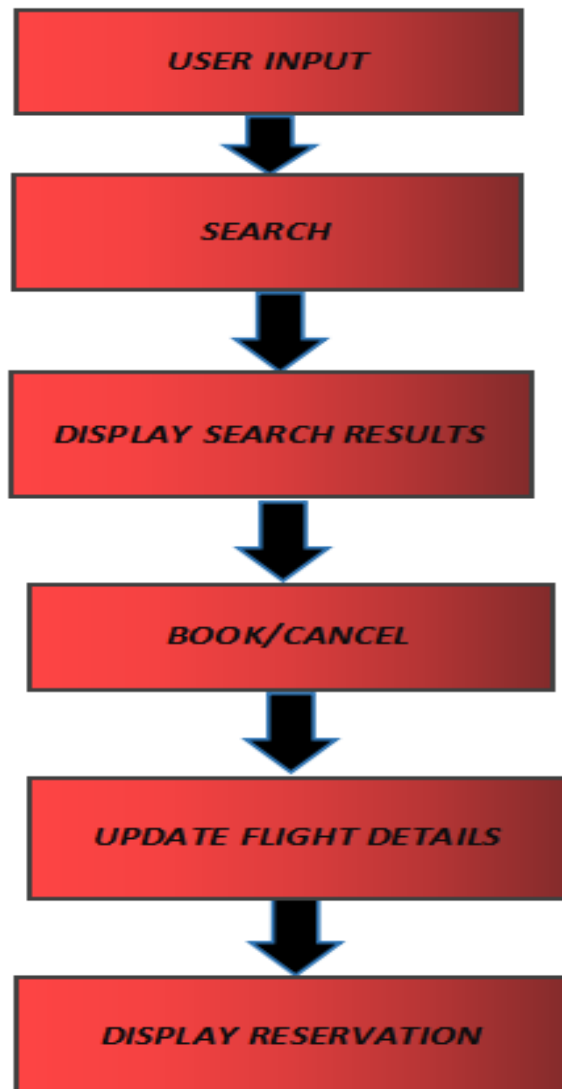 USER INPUT
SEARCH
DISPLAY SEARCH RESULTS
BOOK/CANCEL
UPDATE FLIGHT DETAILS
DISPLAY RESERVATION